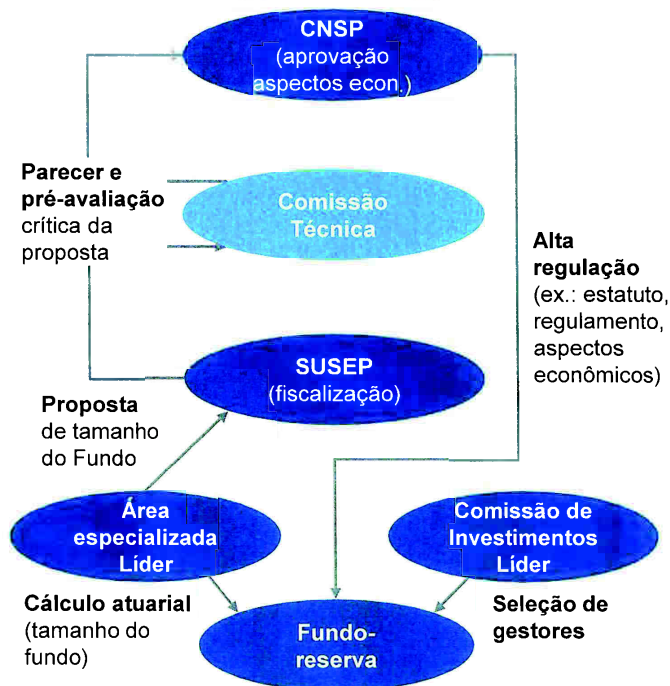 CNSP
(aprovação
aspectos econ.)
Parecer e
pré-avaliação
crítica da
proposta
Comissão
Técnica
Alta
regulação
(ex.: estatuto,
regulamento,
aspectos
econômicos)
SUSEP
(fiscalização)
Proposta
de tamanho
do Fundo
Área
especializada
Líder
Comissão de
Investimentos
Líder
Cálculo atuarial
(tamanho do
fundo)
Seleção de
gestores
Fundo-
reserva